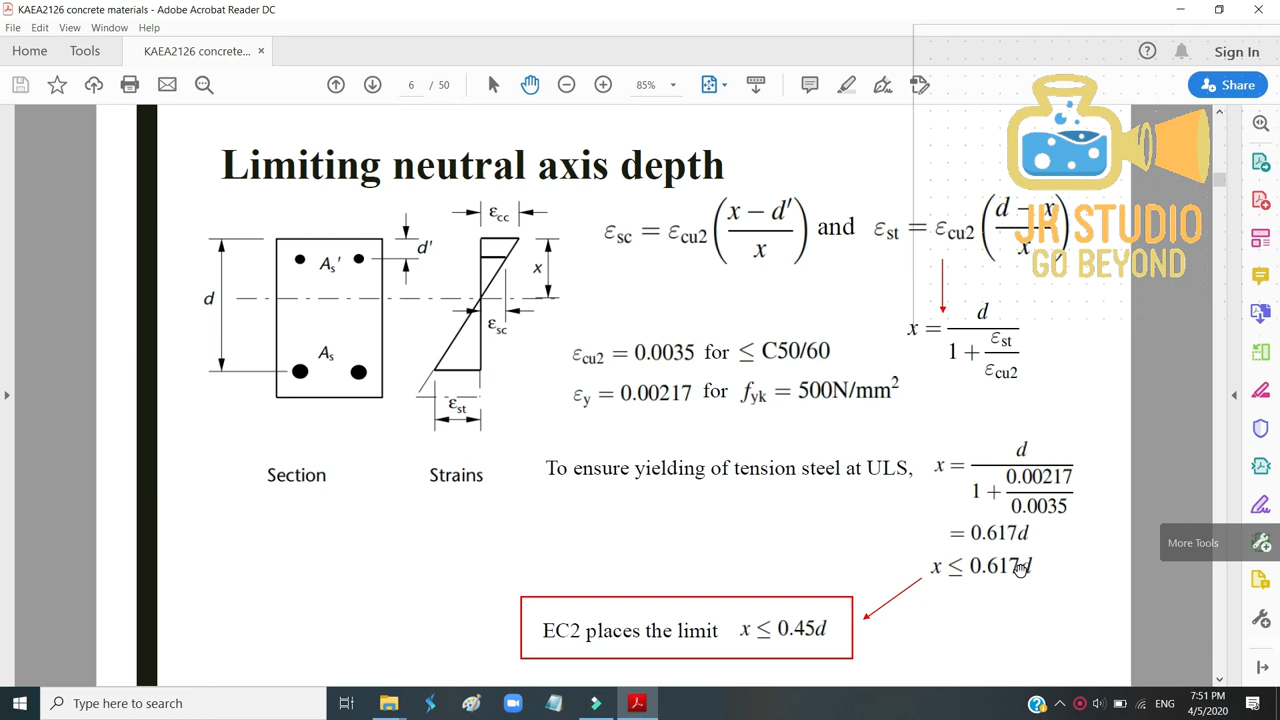 KAEA2126 concrete materials - Adobe Acrobat Reader DC
File Edit View Window Help
Home Tools KAEA2126 concrete... × Sign In
6 / 50 85% Share
Limiting neutral axis depth
εcc
d'
As'
d
x
εsc
As
εst
Section Strains
εsc = εcu2 (x − d′ / x) and εst = εcu2 (d − x / x)
x = d / (1 + εst / εcu2)
εcu2 = 0.0035 for ≤ C50/60
εy = 0.00217 for fyk = 500N/mm²
To ensure yielding of tension steel at ULS, x = d / (1 + 0.00217 / 0.0035)
= 0.617d
x ≤ 0.617d
EC2 places the limit x ≤ 0.45d
JK STUDIO
GO BEYOND
More Tools
Type here to search
ENG
7:51 PM
4/5/2020